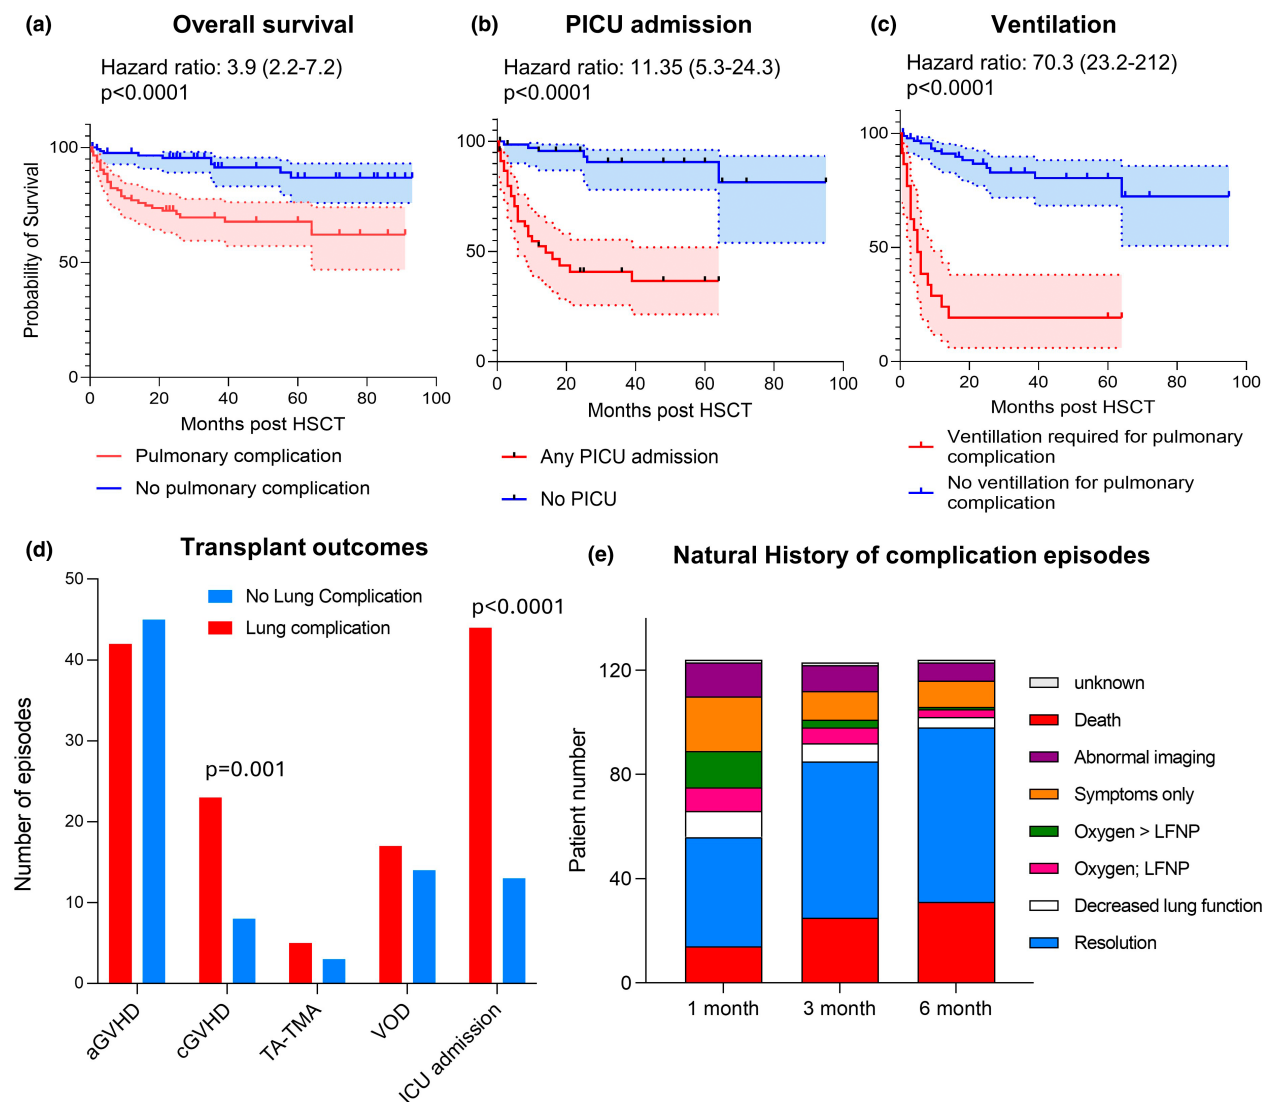 (a) Overall survival
Hazard ratio: 3.9 (2.2-7.2)
p<0.0001
Probability of Survival
100
50
0
0 20 40 60 80 100
Months post HSCT
Pulmonary complication
No pulmonary complication
(b) PICU admission
Hazard ratio: 11.35 (5.3-24.3)
p<0.0001
100
50
0
0 20 40 60 80 100
Months post HSCT
Any PICU admission
No PICU
(c) Ventilation
Hazard ratio: 70.3 (23.2-212)
p<0.0001
100
50
0
0 20 40 60 80 100
Months post HSCT
Ventillation required for pulmonary
complication
No ventillation for pulmonary
complication
(d) Transplant outcomes
No Lung Complication
Lung complication
p<0.0001
p=0.001
Number of episodes
50
40
30
20
10
0
aGVHD
cGVHD
TA-TMA
VOD
ICU admission
(e) Natural History of complication episodes
Patient number
120
80
40
0
1 month
3 month
6 month
unknown
Death
Abnormal imaging
Symptoms only
Oxygen > LFNP
Oxygen; LFNP
Decreased lung function
Resolution